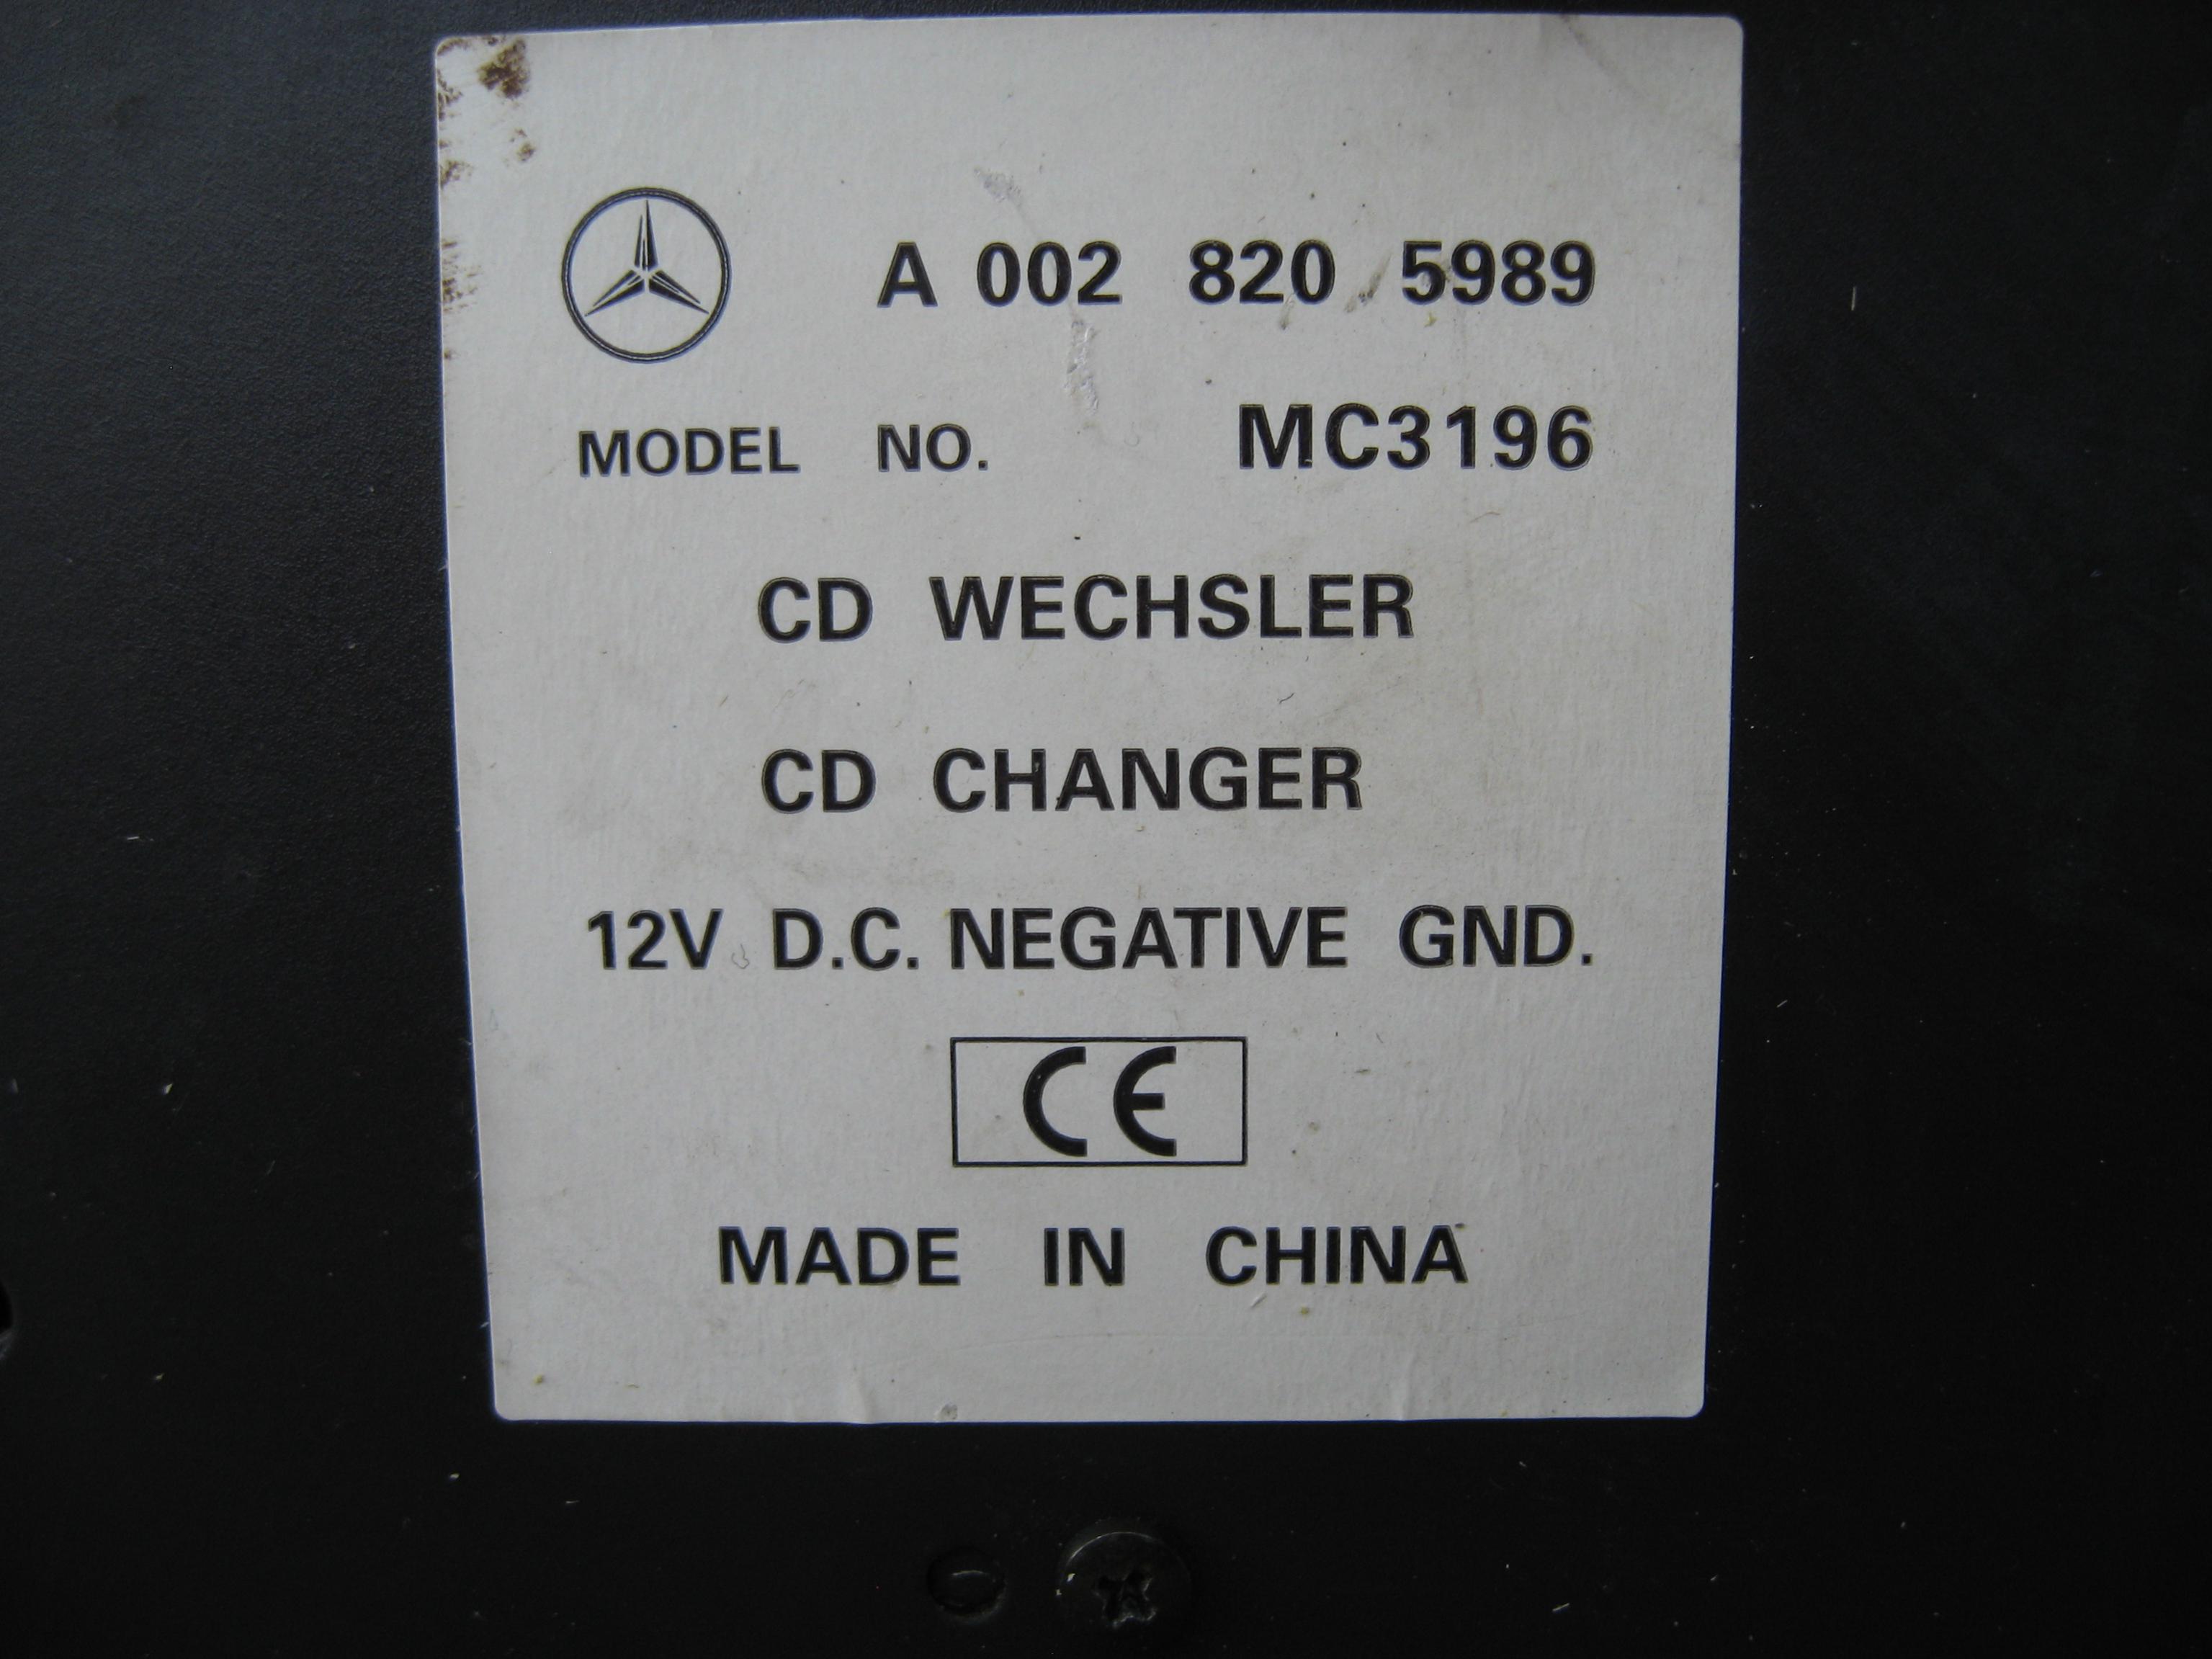 A 002 820 5989
MODEL NO. MC3196
CD WECHSLER
CD CHANGER
12V D.C. NEGATIVE GND.
CE
MADE IN CHINA